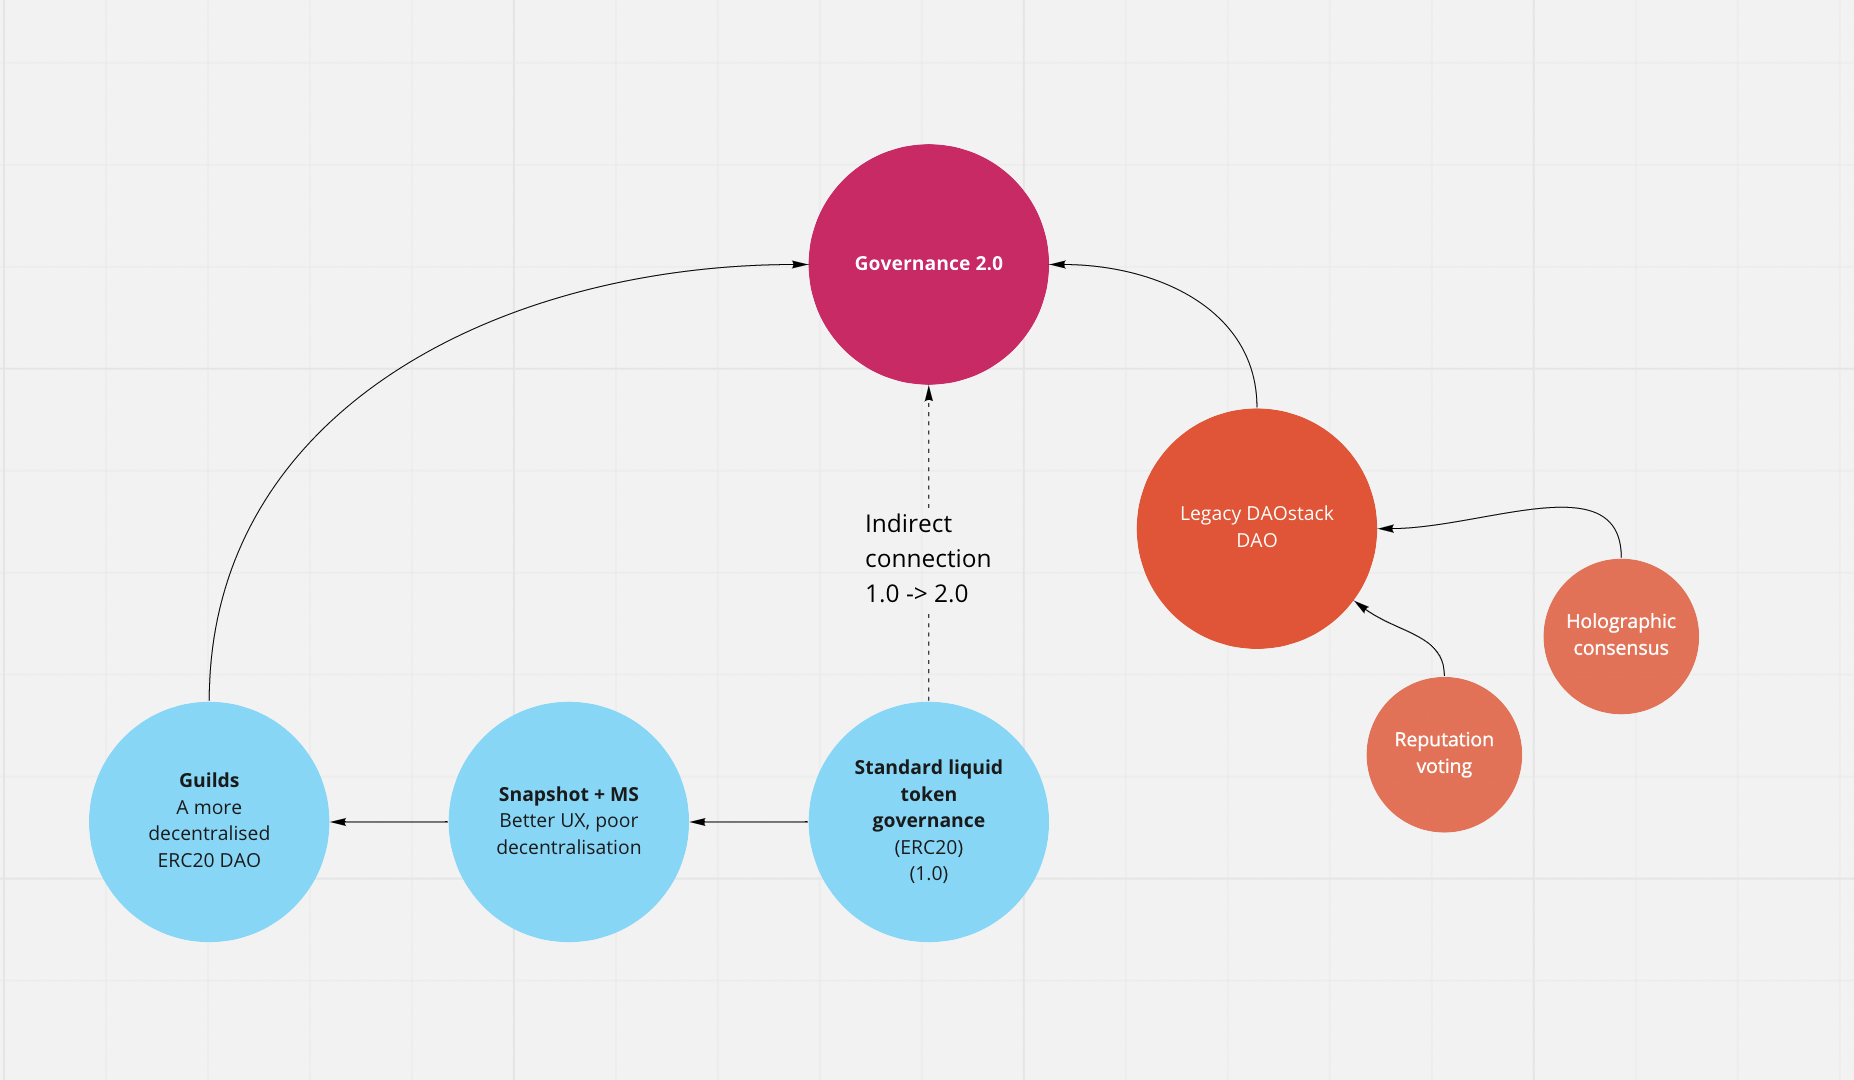 Governance 2.0
Indirect
connection
1.0 -> 2.0
Legacy DAOstack
DAO
Holographic
consensus
Reputation
voting
Guilds
A more
decentralised
ERC20 DAO
Snapshot + MS
Better UX, poor
decentralisation
Standard liquid
token
governance
(ERC20)
(1.0)